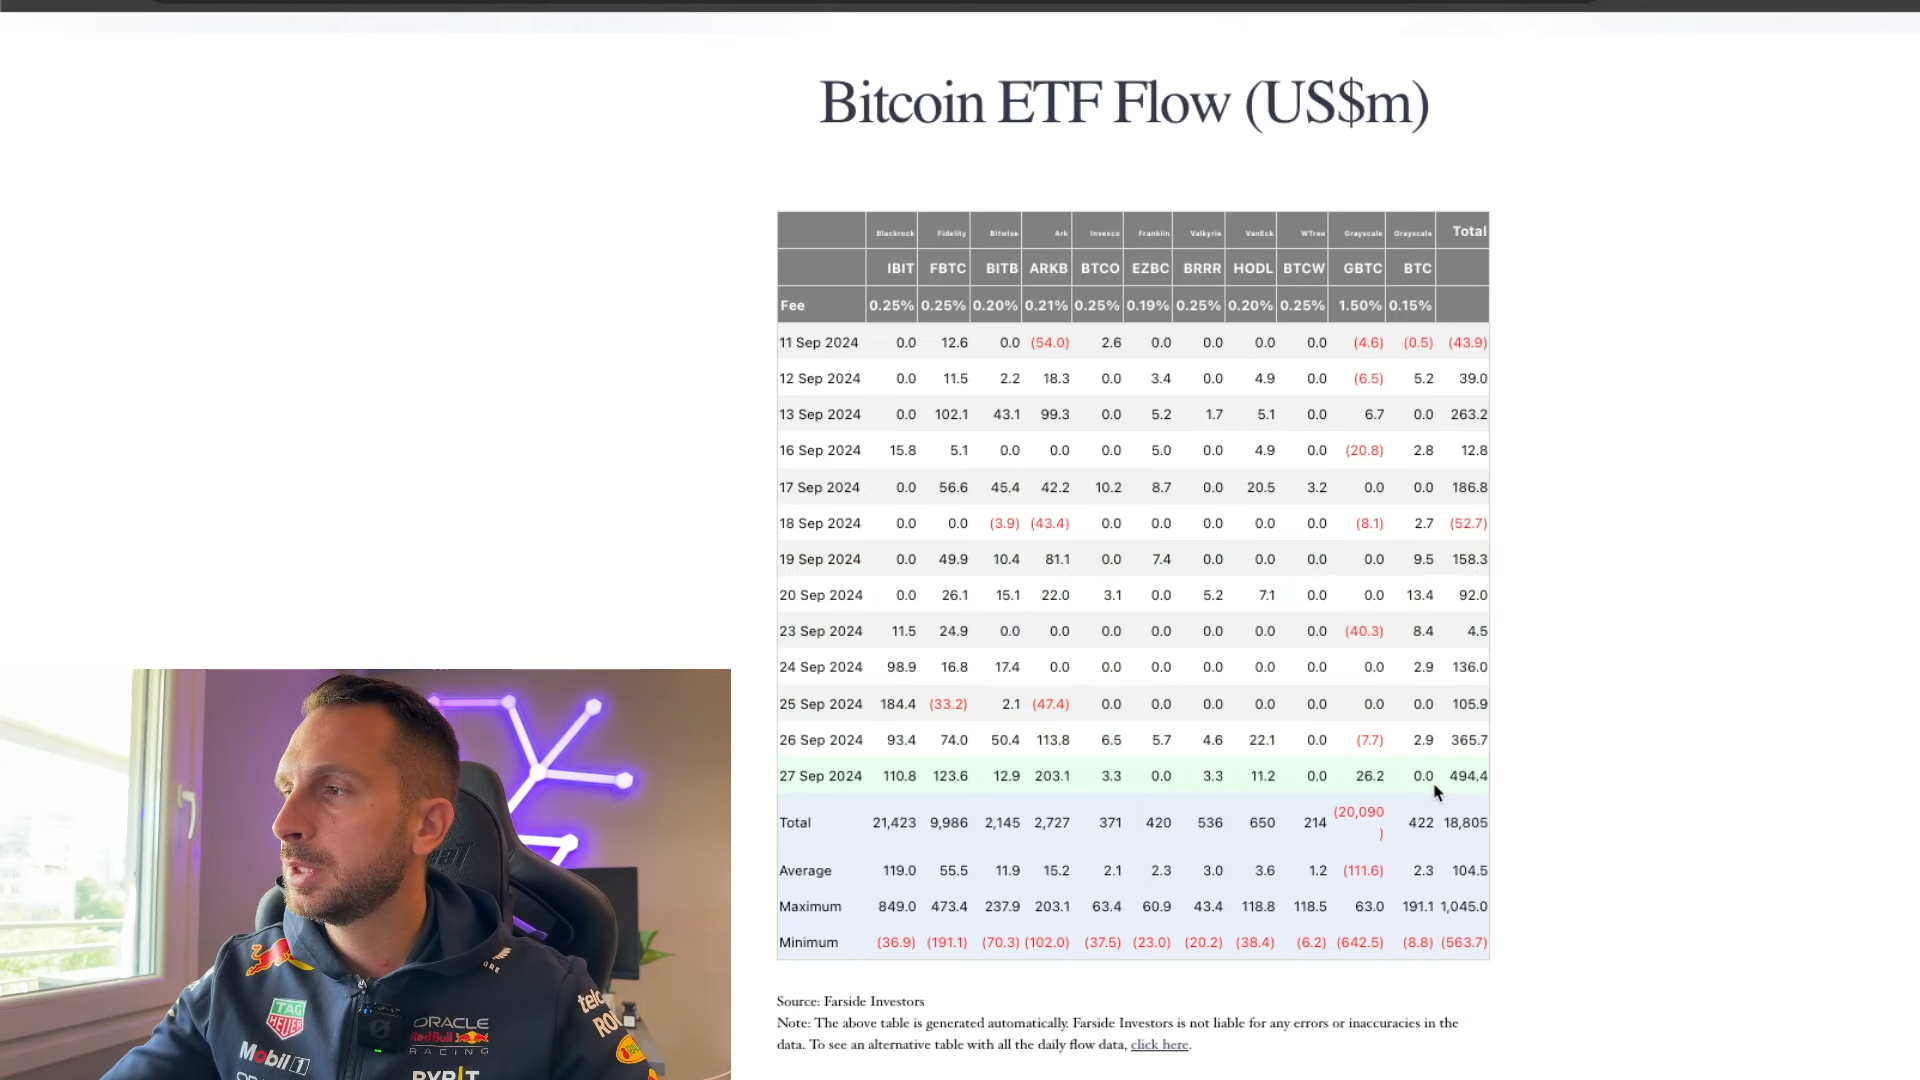 Bitcoin ETF Flow (US$m)
Blackrock Fidelity Bitwise Ark Invesco Franklin Valkyrie VanEck WTree Grayscale Grayscale Total
IBIT FBTC BITB ARKB BTCO EZBC BRRR HODL BTCW GBTC BTC
Fee 0.25% 0.25% 0.20% 0.21% 0.25% 0.19% 0.25% 0.20% 0.25% 1.50% 0.15%
11 Sep 2024 0.0 12.6 0.0 (54.0) 2.6 0.0 0.0 0.0 0.0 (4.6) (0.5) (43.9)
12 Sep 2024 0.0 11.5 2.2 18.3 0.0 3.4 0.0 4.9 0.0 (6.5) 5.2 39.0
13 Sep 2024 0.0 102.1 43.1 99.3 0.0 5.2 1.7 5.1 0.0 6.7 0.0 263.2
16 Sep 2024 15.8 5.1 0.0 0.0 0.0 5.0 0.0 4.9 0.0 (20.8) 2.8 12.8
17 Sep 2024 0.0 56.6 45.4 42.2 10.2 8.7 0.0 20.5 3.2 0.0 0.0 186.8
18 Sep 2024 0.0 0.0 (3.9) (43.4) 0.0 0.0 0.0 0.0 0.0 (8.1) 2.7 (52.7)
19 Sep 2024 0.0 49.9 10.4 81.1 0.0 7.4 0.0 0.0 0.0 0.0 9.5 158.3
20 Sep 2024 0.0 26.1 15.1 22.0 3.1 0.0 5.2 7.1 0.0 0.0 13.4 92.0
23 Sep 2024 11.5 24.9 0.0 0.0 0.0 0.0 0.0 0.0 0.0 (40.3) 8.4 4.5
24 Sep 2024 98.9 16.8 17.4 0.0 0.0 0.0 0.0 0.0 0.0 0.0 2.9 136.0
25 Sep 2024 184.4 (33.2) 2.1 (47.4) 0.0 0.0 0.0 0.0 0.0 0.0 0.0 105.9
26 Sep 2024 93.4 74.0 50.4 113.8 6.5 5.7 4.6 22.1 0.0 (7.7) 2.9 365.7
27 Sep 2024 110.8 123.6 12.9 203.1 3.3 0.0 3.3 11.2 0.0 26.2 0.0 494.4
Total 21,423 9,986 2,145 2,727 371 420 536 650 214 (20,090) 422 18,805
Average 119.0 55.5 11.9 15.2 2.1 2.3 3.0 3.6 1.2 (111.6) 2.3 104.5
Maximum 849.0 473.4 237.9 203.1 63.4 60.9 43.4 118.8 118.5 63.0 191.1 1,045.0
Minimum (36.9) (191.1) (70.3) (102.0) (37.5) (23.0) (20.2) (38.4) (6.2) (642.5) (8.8) (563.7)
Source: Farside Investors
Note: The above table is generated automatically. Farside Investors is not liable for any errors or inaccuracies in the
data. To see an alternative table with all the daily flow data, click here.
TAG
HEUER
Mobil 1
ORACLE
Red Bull
RACING
BYBIT